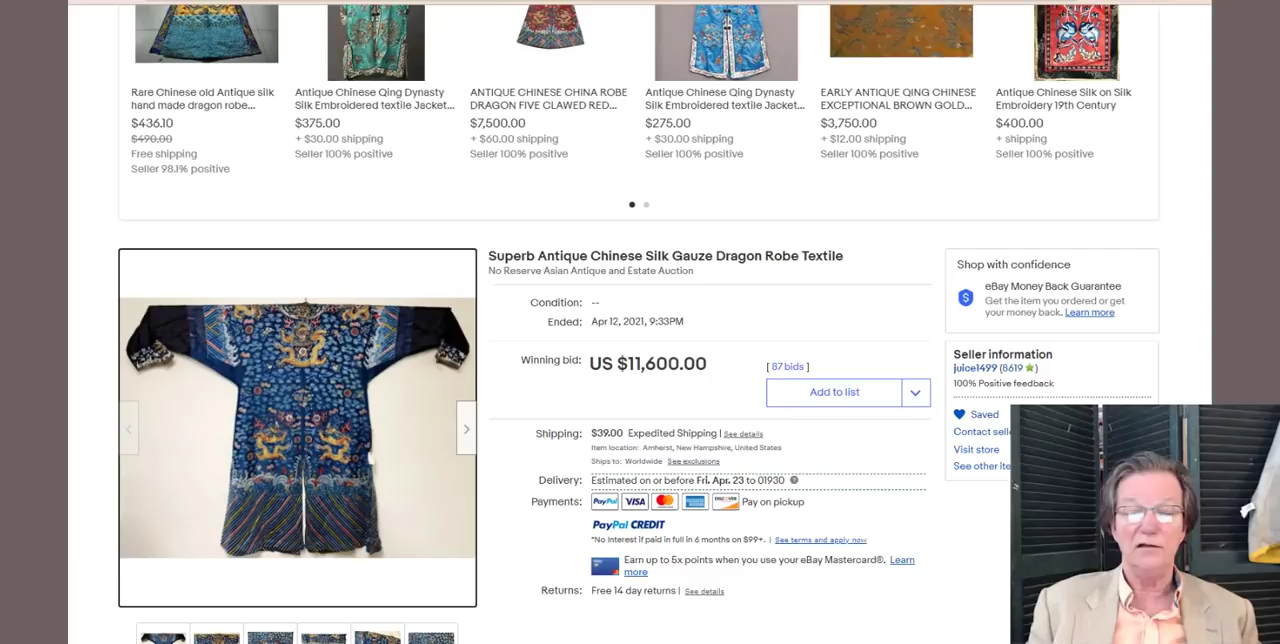 Rare Chinese old Antique silk
hand made dragon robe...
$436.10
$490.00
Free shipping
Seller 98.1% positive
Antique Chinese Qing Dynasty
Silk Embroidered textile Jacket...
$375.00
+ $30.00 shipping
Seller 100% positive
ANTIQUE CHINESE CHINA ROBE
DRAGON FIVE CLAWED RED...
$7,500.00
+ $60.00 shipping
Seller 100% positive
Antique Chinese Qing Dynasty
Silk Embroidered textile Jacket...
$275.00
+ $30.00 shipping
Seller 100% positive
EARLY ANTIQUE QING CHINESE
EXCEPTIONAL BROWN GOLD...
$3,750.00
+ $12.00 shipping
Seller 100% positive
Antique Chinese Silk on Silk
Embroidery 19th Century
$400.00
+ shipping
Seller 100% positive
Superb Antique Chinese Silk Gauze Dragon Robe Textile
No Reserve Asian Antique and Estate Auction
Condition: --
Ended: Apr 12, 2021, 9:33PM
Winning bid: US $11,600.00 [ 87 bids ]
Add to list
Shipping: $39.00 Expedited Shipping | See details
Item location: Amherst, New Hampshire, United States
Ships to: Worldwide See exclusions
Delivery: Estimated on or before Fri. Apr. 23 to 01930
Payments: PayPal VISA MasterCard AMERICAN EXPRESS DISCOVER Pay on pickup
PayPal CREDIT
*No Interest if paid in full in 6 months on $99+. | See terms and apply now
Earn up to 5x points when you use your eBay Mastercard®. Learn
more
Returns: Free 14 day returns | See details
Shop with confidence
eBay Money Back Guarantee
Get the item you ordered or get
your money back. Learn more
Seller information
juice1499 (8619)
100% Positive feedback
Saved
Contact sell
Visit store
See other ite